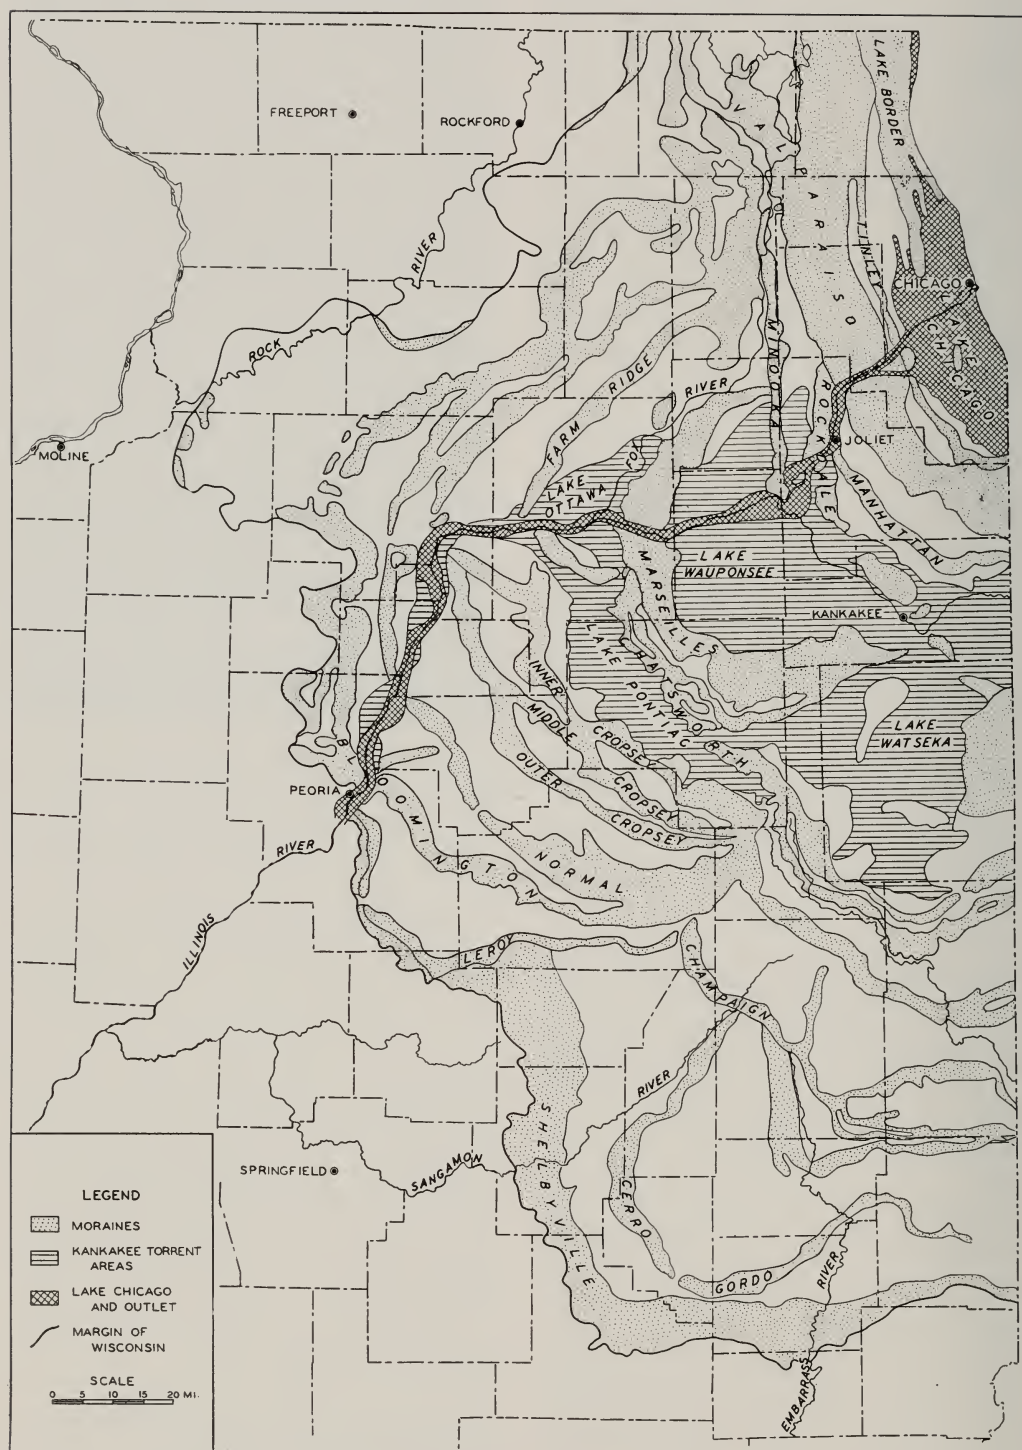 FREEPORT
ROCKFORD
LAKE BORDER
VALPARAISO
TINLEY
RIVER
CHICAGO
LAKE
CHICAGO
ROCK
MINOOKA
FARM RIDGE
RIVER
FOX
ROCKDALE
JOLIET
MOLINE
LAKE
OTTAWA
MANHATTAN
LAKE
WAUPONSEE
MARSEILLES
KANKAKEE
LAKE PONTIAC
CHATSWORTH
INNER CROPSEY
MIDDLE CROPSEY
OUTER CROPSEY
LAKE
WATSEKA
PEORIA
BLOOMINGTON
NORMAL
RIVER
ILLINOIS
LEROY
CHAMPAIGN
RIVER
SHELBYVILLE
SPRINGFIELD
SANGAMON
CERRO
GORDO
RIVER
EMBARRASS
LEGEND
MORAINES
KANKAKEE TORRENT
AREAS
LAKE CHICAGO
AND OUTLET
MARGIN OF
WISCONSIN
SCALE
0 5 10 15 20 MI.